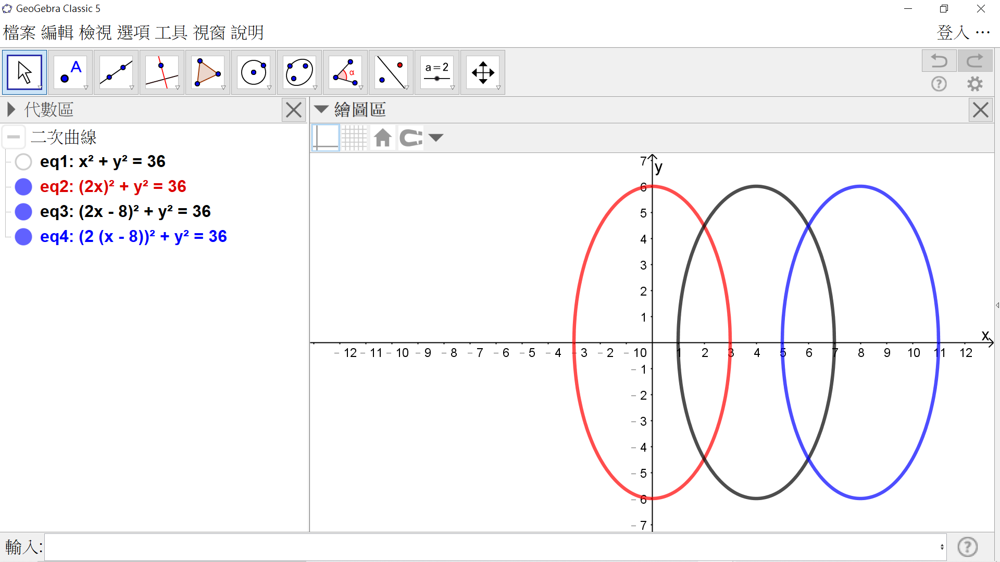 GeoGebra Classic 5
檔案 編輯 檢視 選項 工具 視窗 說明 登入 ···
A α a = 2
代數區 繪圖區
二次曲線
eq1: x² + y² = 36
eq2: (2x)² + y² = 36
eq3: (2x - 8)² + y² = 36
eq4: (2 (x - 8))² + y² = 36
7
y
6
5
4
3
2
1
x
– 12 – 11 – 10 – 9 – 8 – 7 – 6 – 5 – 4 – 3 – 2 – 1 0 1 2 3 4 5 6 7 8 9 10 11 12
– 1
– 2
– 3
– 4
– 5
– 6
– 7
輸入: ?